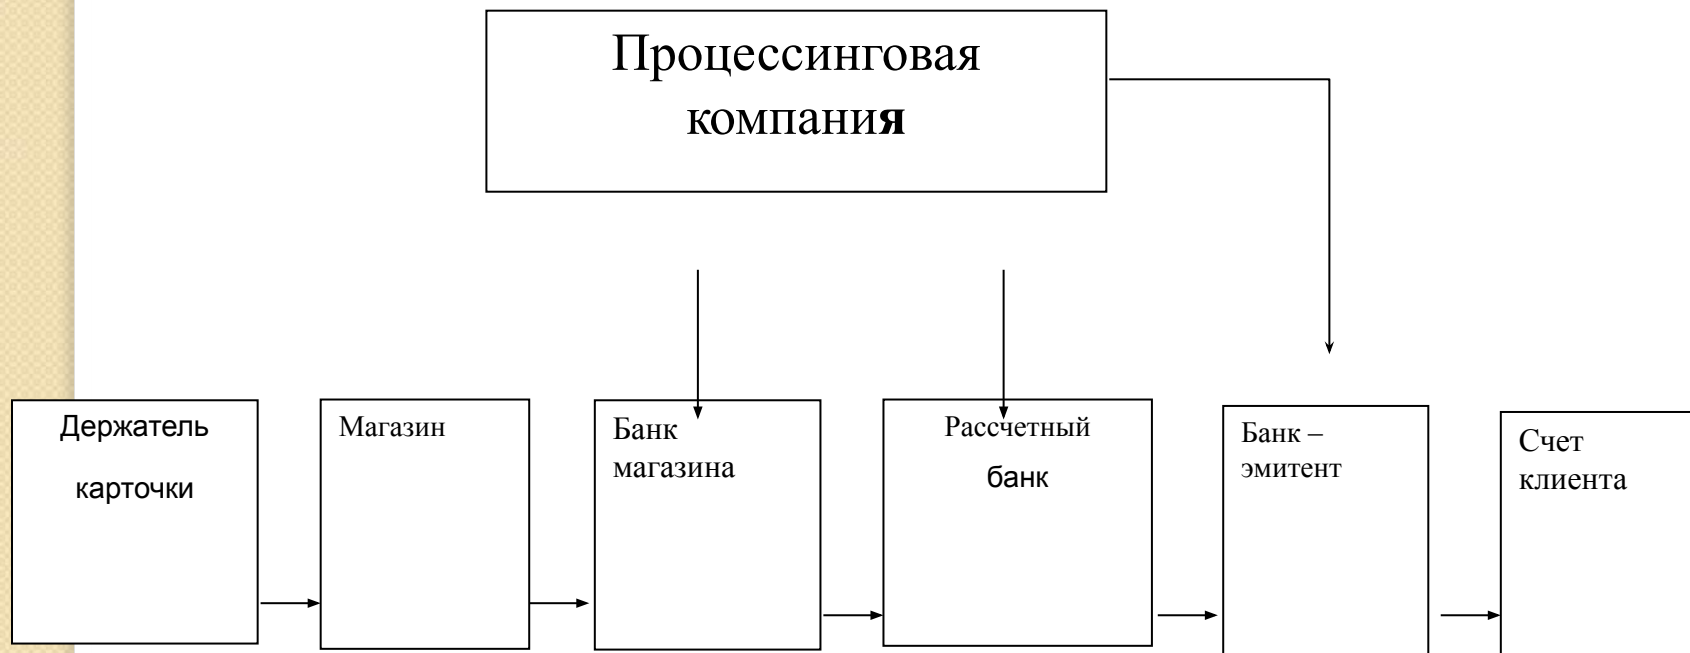 Процессинговая
компания
Держатель
карточки
Магазин
Банк
магазина
Рассчетный
банк
Банк –
эмитент
Счет
клиента